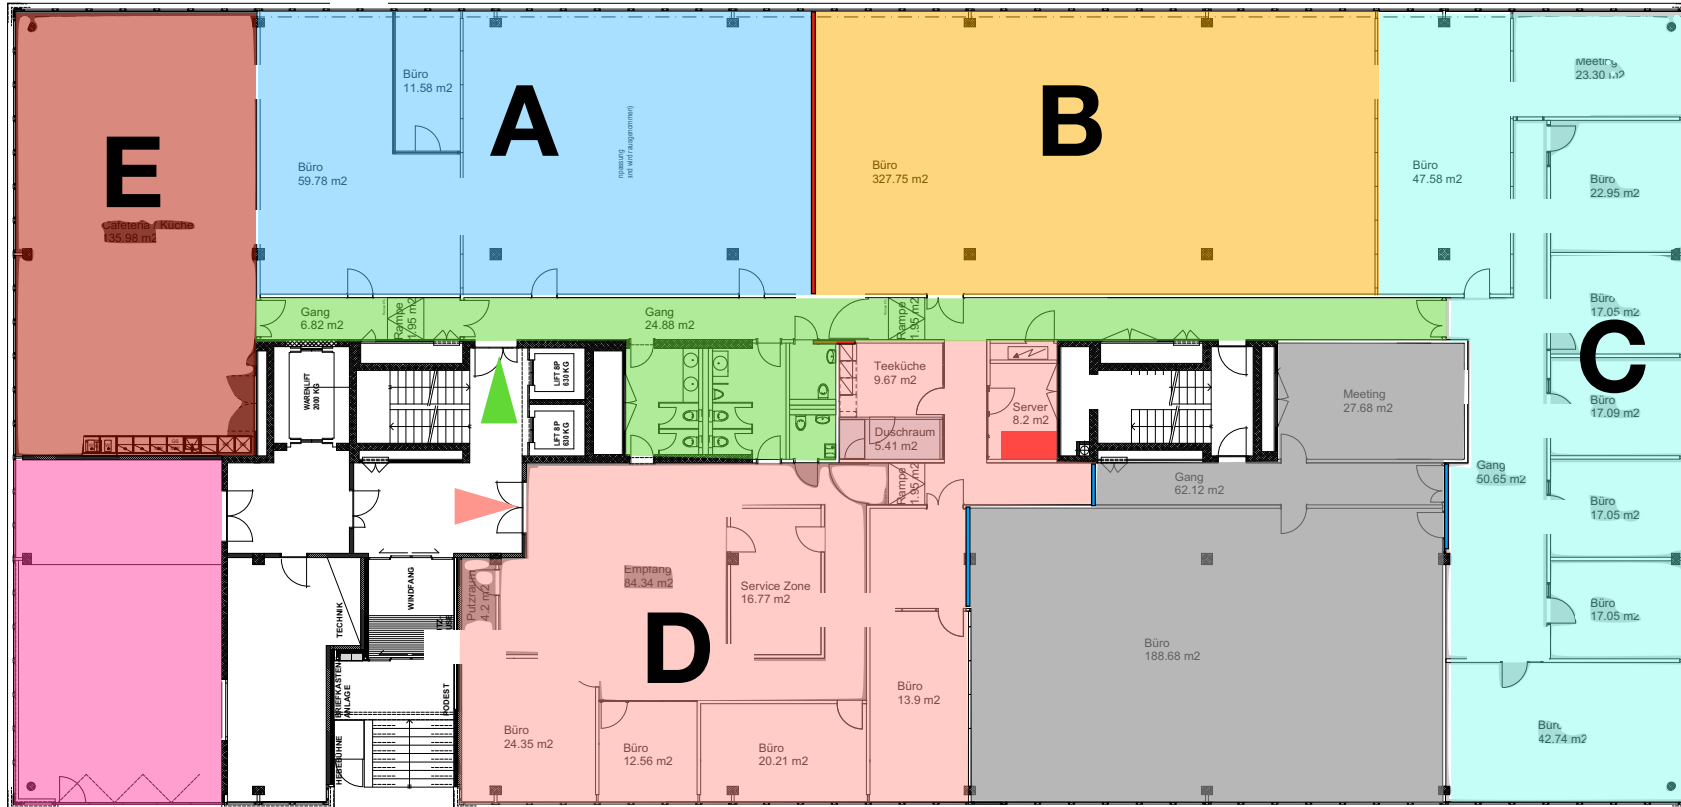 A
B
C
D
E
Büro
11.58 m2
Büro
59.78 m2
Büro
327.75 m2
Büro
47.58 m2
Meeting
23.30 m2
Büro
22.95 m2
Cafeteria / Küche
135.98 m2
Gang
6.82 m2
Rampe
1.95 m2
Gang
24.88 m2
Rampe
1.95 m2
Büro
17.05 m2
Büro
17.09 m2
WARENLIFT
2000 KG
LIFT 8P
630 KG
LIFT 8P
630 KG
Teeküche
9.67 m2
Duschraum
5.41 m2
Server
8.2 m2
Meeting
27.68 m2
Gang
50.65 m2
Gang
62.12 m2
Rampe
1.95 m2
Büro
17.05 m2
Büro
17.05 m2
Empfang
84.34 m2
Service Zone
16.77 m2
Putzraum
4.2 m2
WINDFANG
TECHNIK
BRIEFKASTEN
ANLAGE
PODEST
HEBEBÜHNE
Büro
188.68 m2
Büro
24.35 m2
Büro
12.56 m2
Büro
20.21 m2
Büro
13.9 m2
Büro
42.74 m2